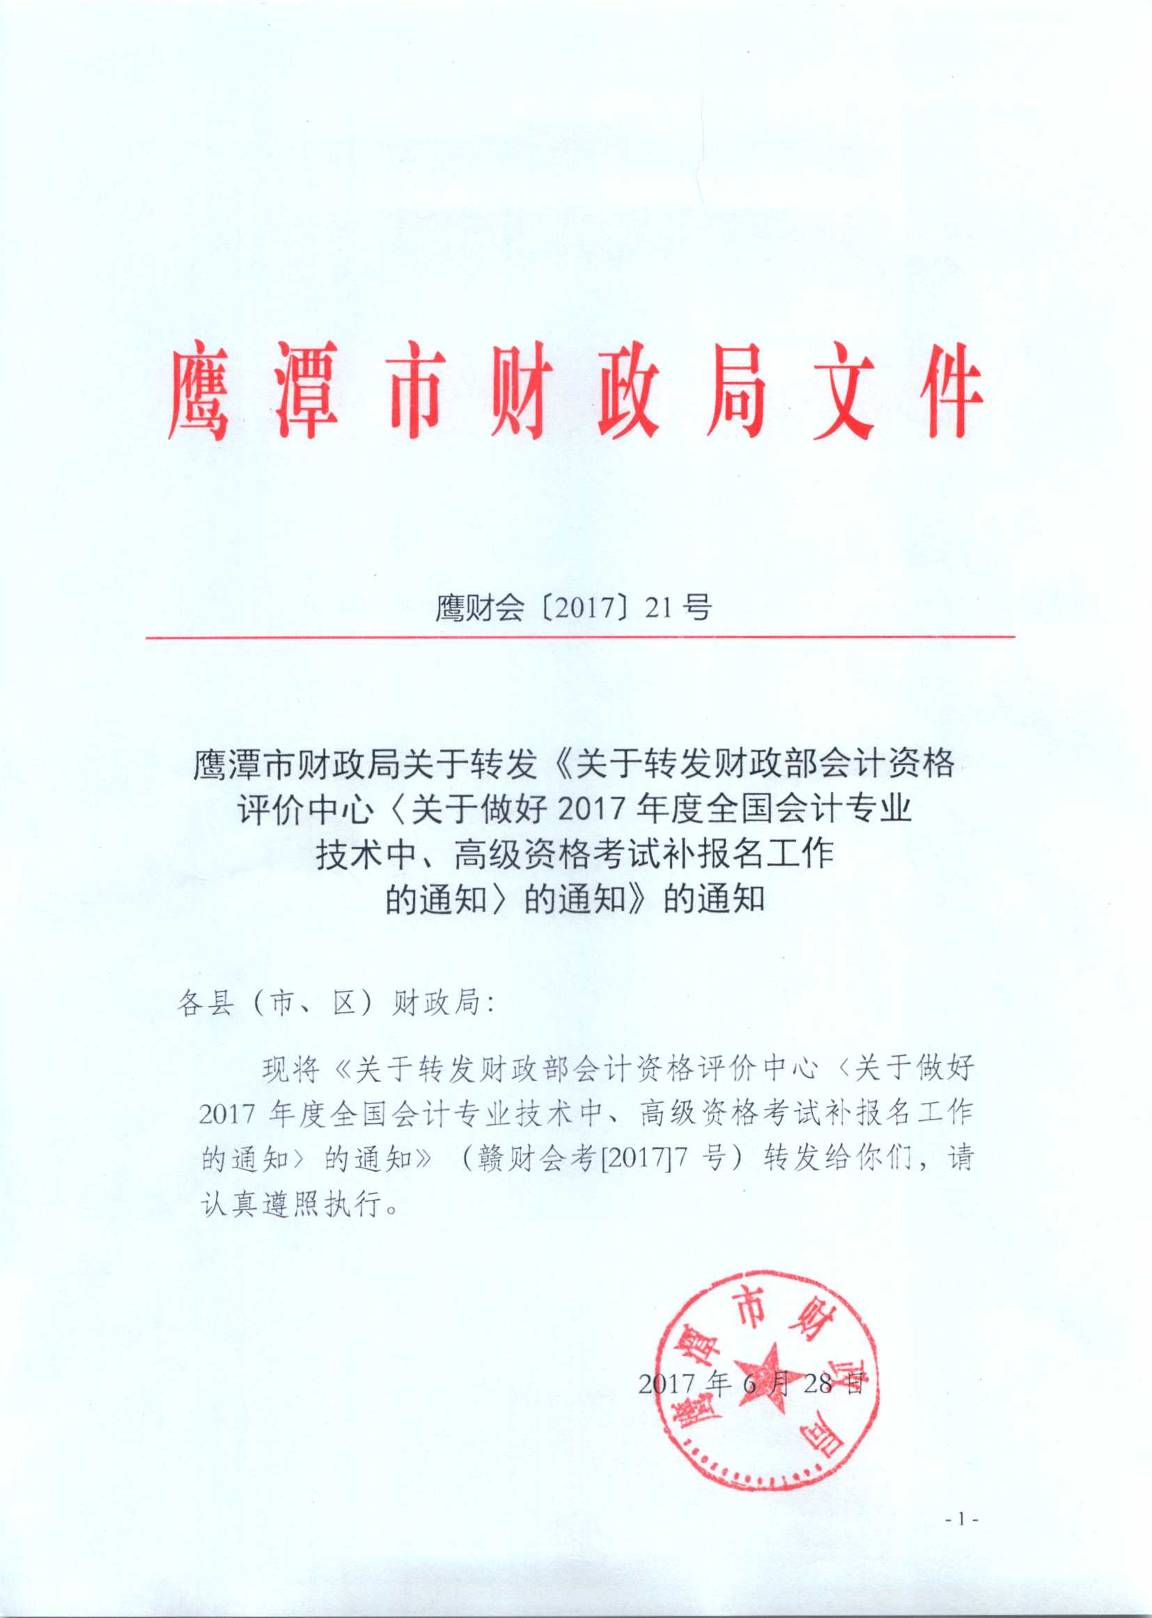 鹰潭市财政局文件
鹰财会〔2017〕21号
鹰潭市财政局关于转发《关于转发财政部会计资格
评价中心〈关于做好2017年度全国会计专业
技术中、高级资格考试补报名工作
的通知〉的通知》的通知
各县（市、区）财政局：
现将《关于转发财政部会计资格评价中心〈关于做好
2017年度全国会计专业技术中、高级资格考试补报名工作
的通知〉的通知》（赣财会考[2017]7号）转发给你们，请
认真遵照执行。
鹰潭市财政局
2017年6月28日
- 1 -